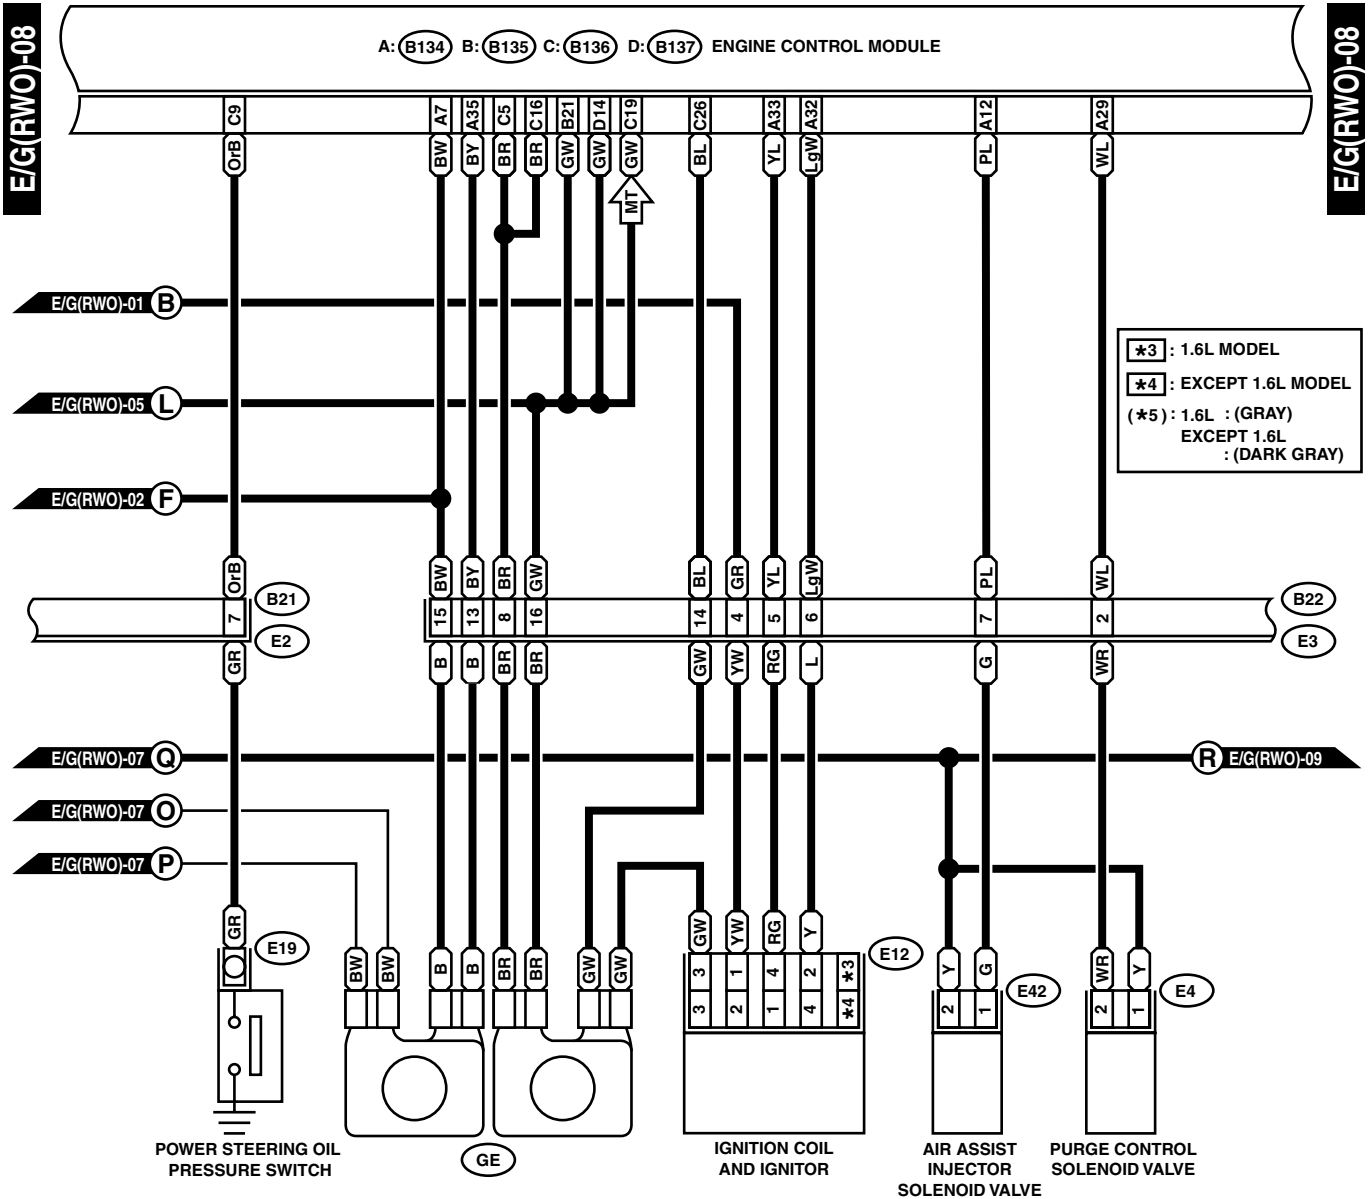 E/G(RWO)-08
E/G(RWO)-08
A: B134 B: B135 C: B136 D: B137 ENGINE CONTROL MODULE
C9 A7 A35 C5 C16 B21 D14 C19 C26 A33 A32 A12 A29
OrB BW BY BR BR GW GW GW BL YL LgW PL WL
MT
E/G(RWO)-01 B
*3 : 1.6L MODEL
*4 : EXCEPT 1.6L MODEL
(*5) : 1.6L : (GRAY)
EXCEPT 1.6L
: (DARK GRAY)
E/G(RWO)-05 L
E/G(RWO)-02 F
OrB BW BY BR GW BL GR YL LgW PL WL
B21 B22
7 15 13 8 16 14 4 5 6 7 2
E2 E3
GR B B BR BR GW YW RG L G WR
E/G(RWO)-07 Q R E/G(RWO)-09
E/G(RWO)-07 O
E/G(RWO)-07 P
GR GW YW RG Y
E19 E12
BW BW B B BR BR GW GW Y G WR Y
3 1 4 2 *3
E42 E4
3 2 1 4 *4 2 1 2 1
POWER STEERING OIL
PRESSURE SWITCH
GE
IGNITION COIL
AND IGNITOR
AIR ASSIST
INJECTOR
SOLENOID VALVE
PURGE CONTROL
SOLENOID VALVE